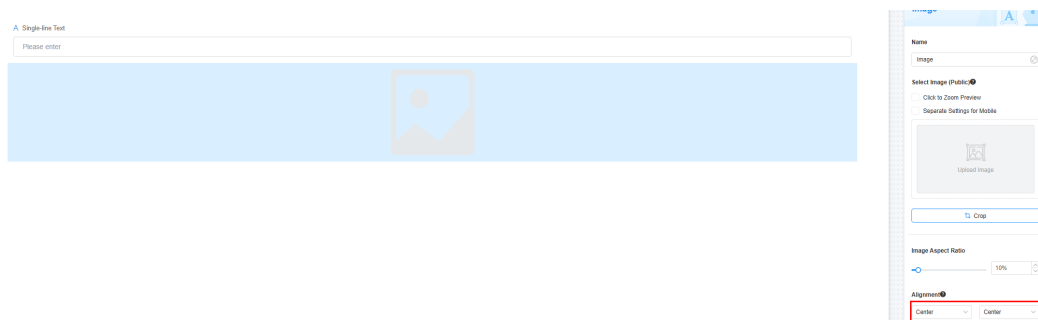 Image
A
A Single-line Text
Please enter
Name
Image
Select Image (Public)
Click to Zoom Preview
Separate Settings for Mobile
Upload Image
Crop
Image Aspect Ratio
10%
Alignment
Center Center